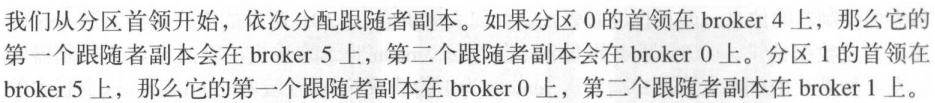 我们从分区首领开始，依次分配跟随者副本。如果分区 0 的首领在 broker 4 上，那么它的
第一个跟随者副本会在 broker 5 上，第二个跟随者副本会在 broker 0 上。分区 1 的首领在
broker 5 上，那么它的第一个跟随者副本在 broker 0 上，第二个跟随者副本在 broker 1 上。